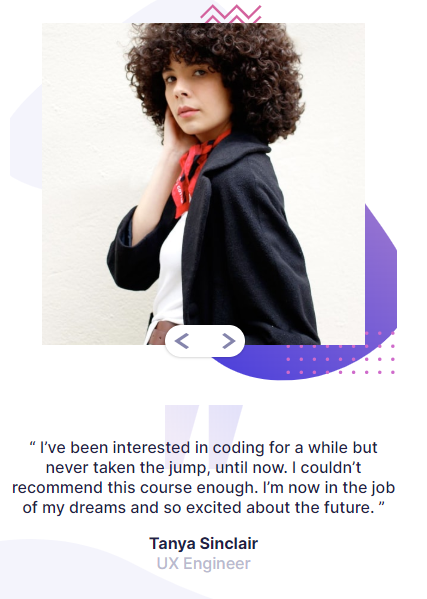 “ I’ve been interested in coding for a while but
never taken the jump, until now. I couldn’t
recommend this course enough. I’m now in the job
of my dreams and so excited about the future. ”
Tanya Sinclair
UX Engineer